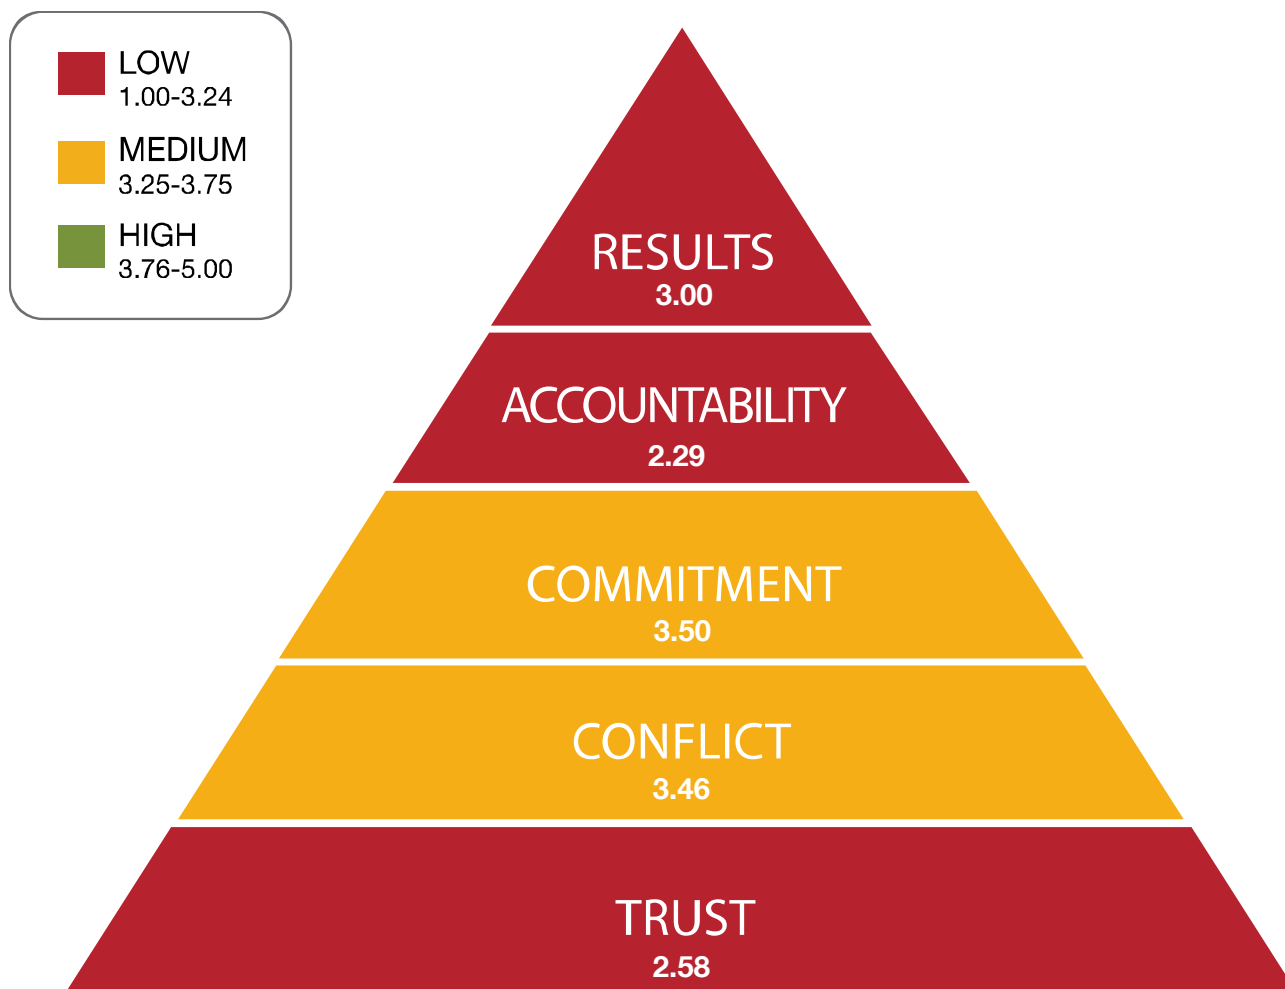 LOW
1.00-3.24
MEDIUM
3.25-3.75
HIGH
3.76-5.00
RESULTS
3.00
ACCOUNTABILITY
2.29
COMMITMENT
3.50
CONFLICT
3.46
TRUST
2.58